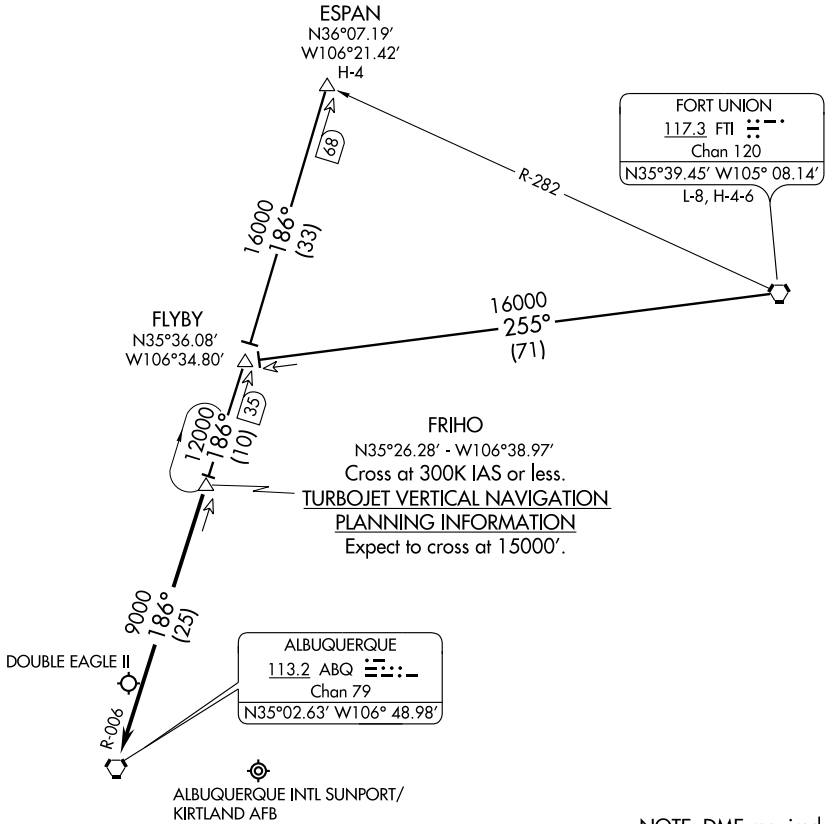 ESPAN
N36°07.19'
W106°21.42'
H-4
68
FORT UNION
117.3 FTI
Chan 120
N35°39.45' W105° 08.14'
L-8, H-4-6
R-282
16000
186°
(33)
16000
255°
(71)
FLYBY
N35°36.08'
W106°34.80'
35
12000
186°
(10)
FRIHO
N35°26.28' - W106°38.97'
Cross at 300K IAS or less.
TURBOJET VERTICAL NAVIGATION
PLANNING INFORMATION
Expect to cross at 15000'.
9000
186°
(25)
DOUBLE EAGLE II
R-006
ALBUQUERQUE
113.2 ABQ
Chan 79
N35°02.63' W106° 48.98'
ALBUQUERQUE INTL SUNPORT/
KIRTLAND AFB